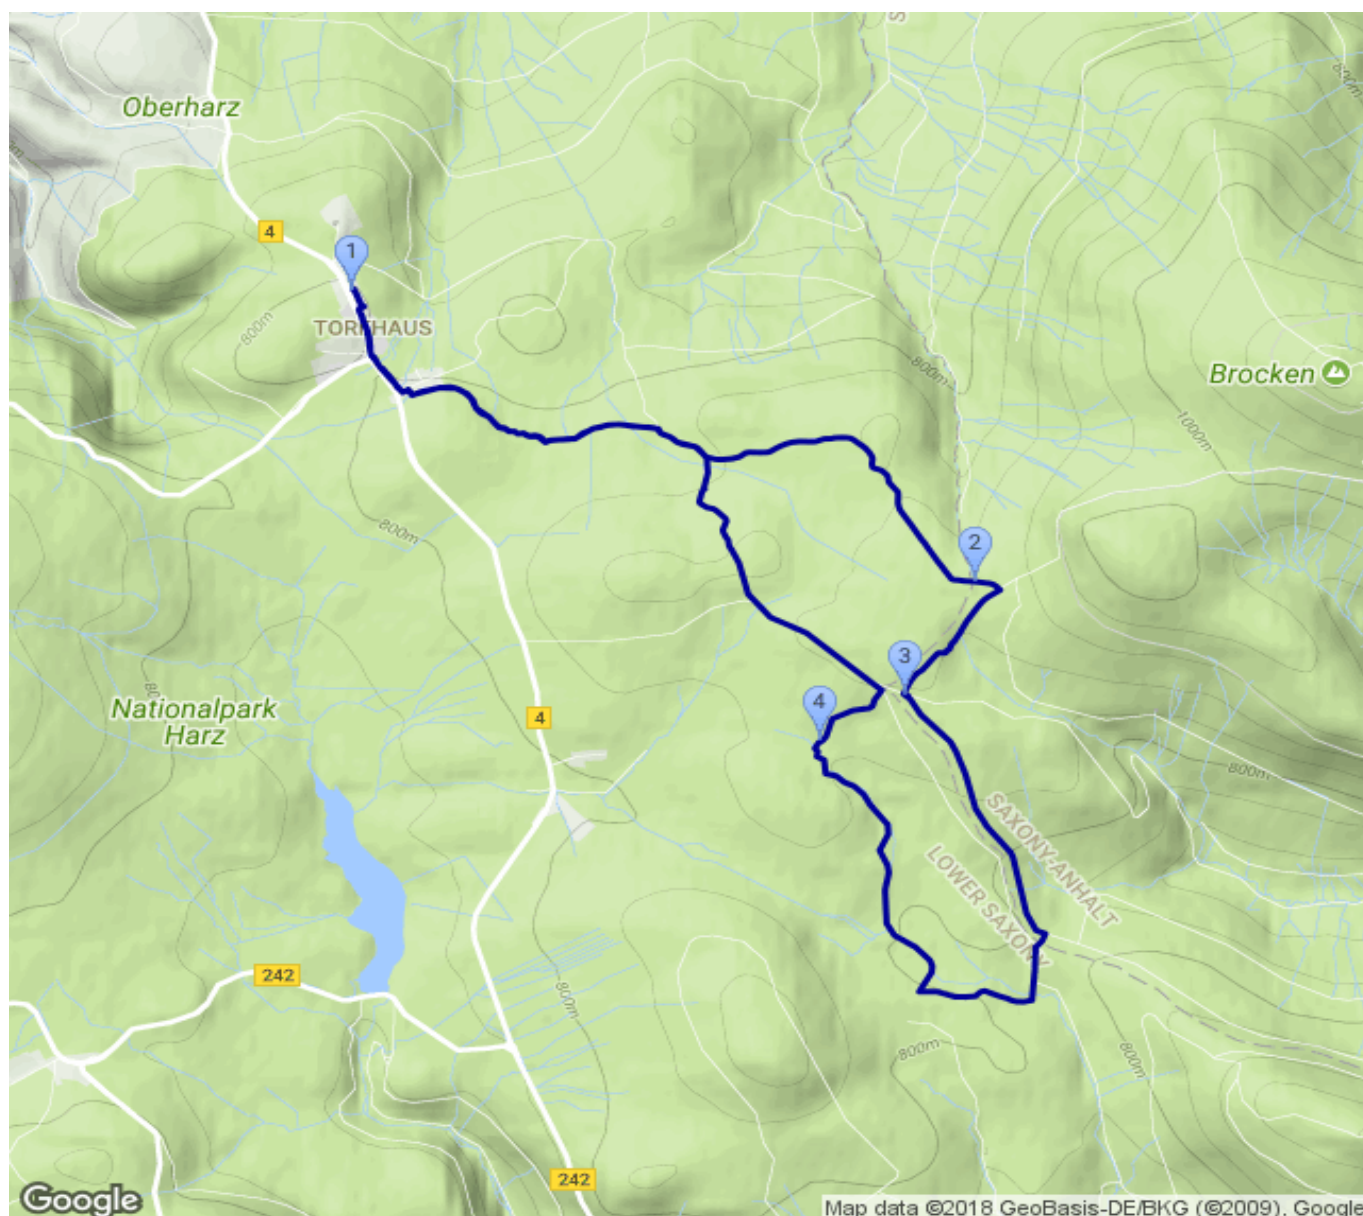 Oberharz
4
1
TORFHAUS
800m
800m
Brocken
1000m
800m
800m
2
3
4
Nationalpark
Harz
4
800m
SAXONY-ANHALT
LOWER SAXONY
242
800m
800m
800m
242
Google
Map data ©2018 GeoBasis-DE/BKG (©2009), Google